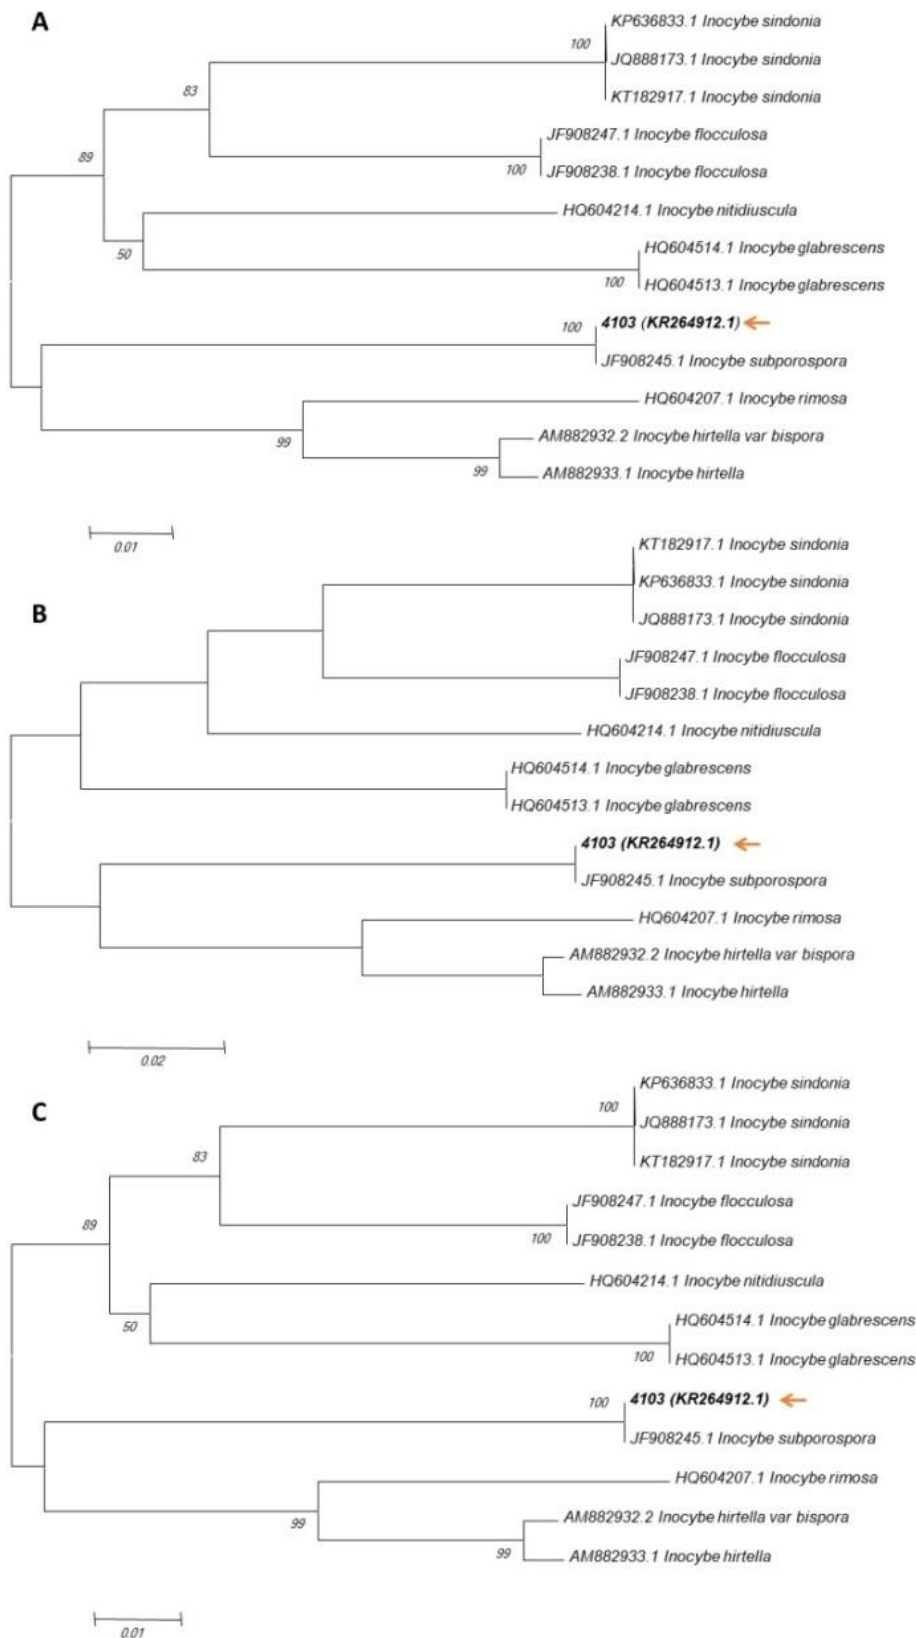 A
KP636833.1 Inocybe sindonia
100
JQ888173.1 Inocybe sindonia
KT182917.1 Inocybe sindonia
83
JF908247.1 Inocybe flocculosa
89
100
JF908238.1 Inocybe flocculosa
HQ604214.1 Inocybe nitidiuscula
50
HQ604514.1 Inocybe glabrescens
100
HQ604513.1 Inocybe glabrescens
100
4103 (KR264912.1)
JF908245.1 Inocybe subporospora
HQ604207.1 Inocybe rimosa
99
AM882932.2 Inocybe hirtella var bispora
99
AM882933.1 Inocybe hirtella
0.01
B
KT182917.1 Inocybe sindonia
KP636833.1 Inocybe sindonia
JQ888173.1 Inocybe sindonia
JF908247.1 Inocybe flocculosa
JF908238.1 Inocybe flocculosa
HQ604214.1 Inocybe nitidiuscula
HQ604514.1 Inocybe glabrescens
HQ604513.1 Inocybe glabrescens
4103 (KR264912.1)
JF908245.1 Inocybe subporospora
HQ604207.1 Inocybe rimosa
AM882932.2 Inocybe hirtella var bispora
AM882933.1 Inocybe hirtella
0.02
C
KP636833.1 Inocybe sindonia
100
JQ888173.1 Inocybe sindonia
83
KT182917.1 Inocybe sindonia
JF908247.1 Inocybe flocculosa
89
100
JF908238.1 Inocybe flocculosa
HQ604214.1 Inocybe nitidiuscula
50
HQ604514.1 Inocybe glabrescens
100
HQ604513.1 Inocybe glabrescens
100
4103 (KR264912.1)
JF908245.1 Inocybe subporospora
HQ604207.1 Inocybe rimosa
99
AM882932.2 Inocybe hirtella var bispora
99
AM882933.1 Inocybe hirtella
0.01